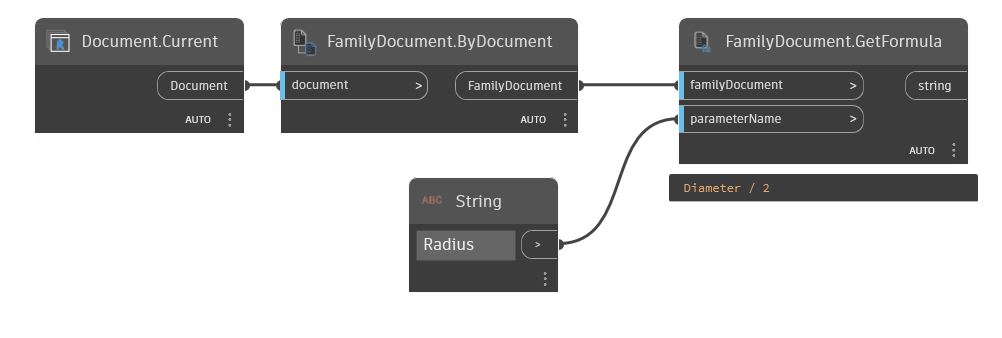 Document.Current
Document
AUTO
FamilyDocument.ByDocument
document >
FamilyDocument
AUTO
FamilyDocument.GetFormula
familyDocument >
string
parameterName >
AUTO
Diameter / 2
ABC String
Radius >